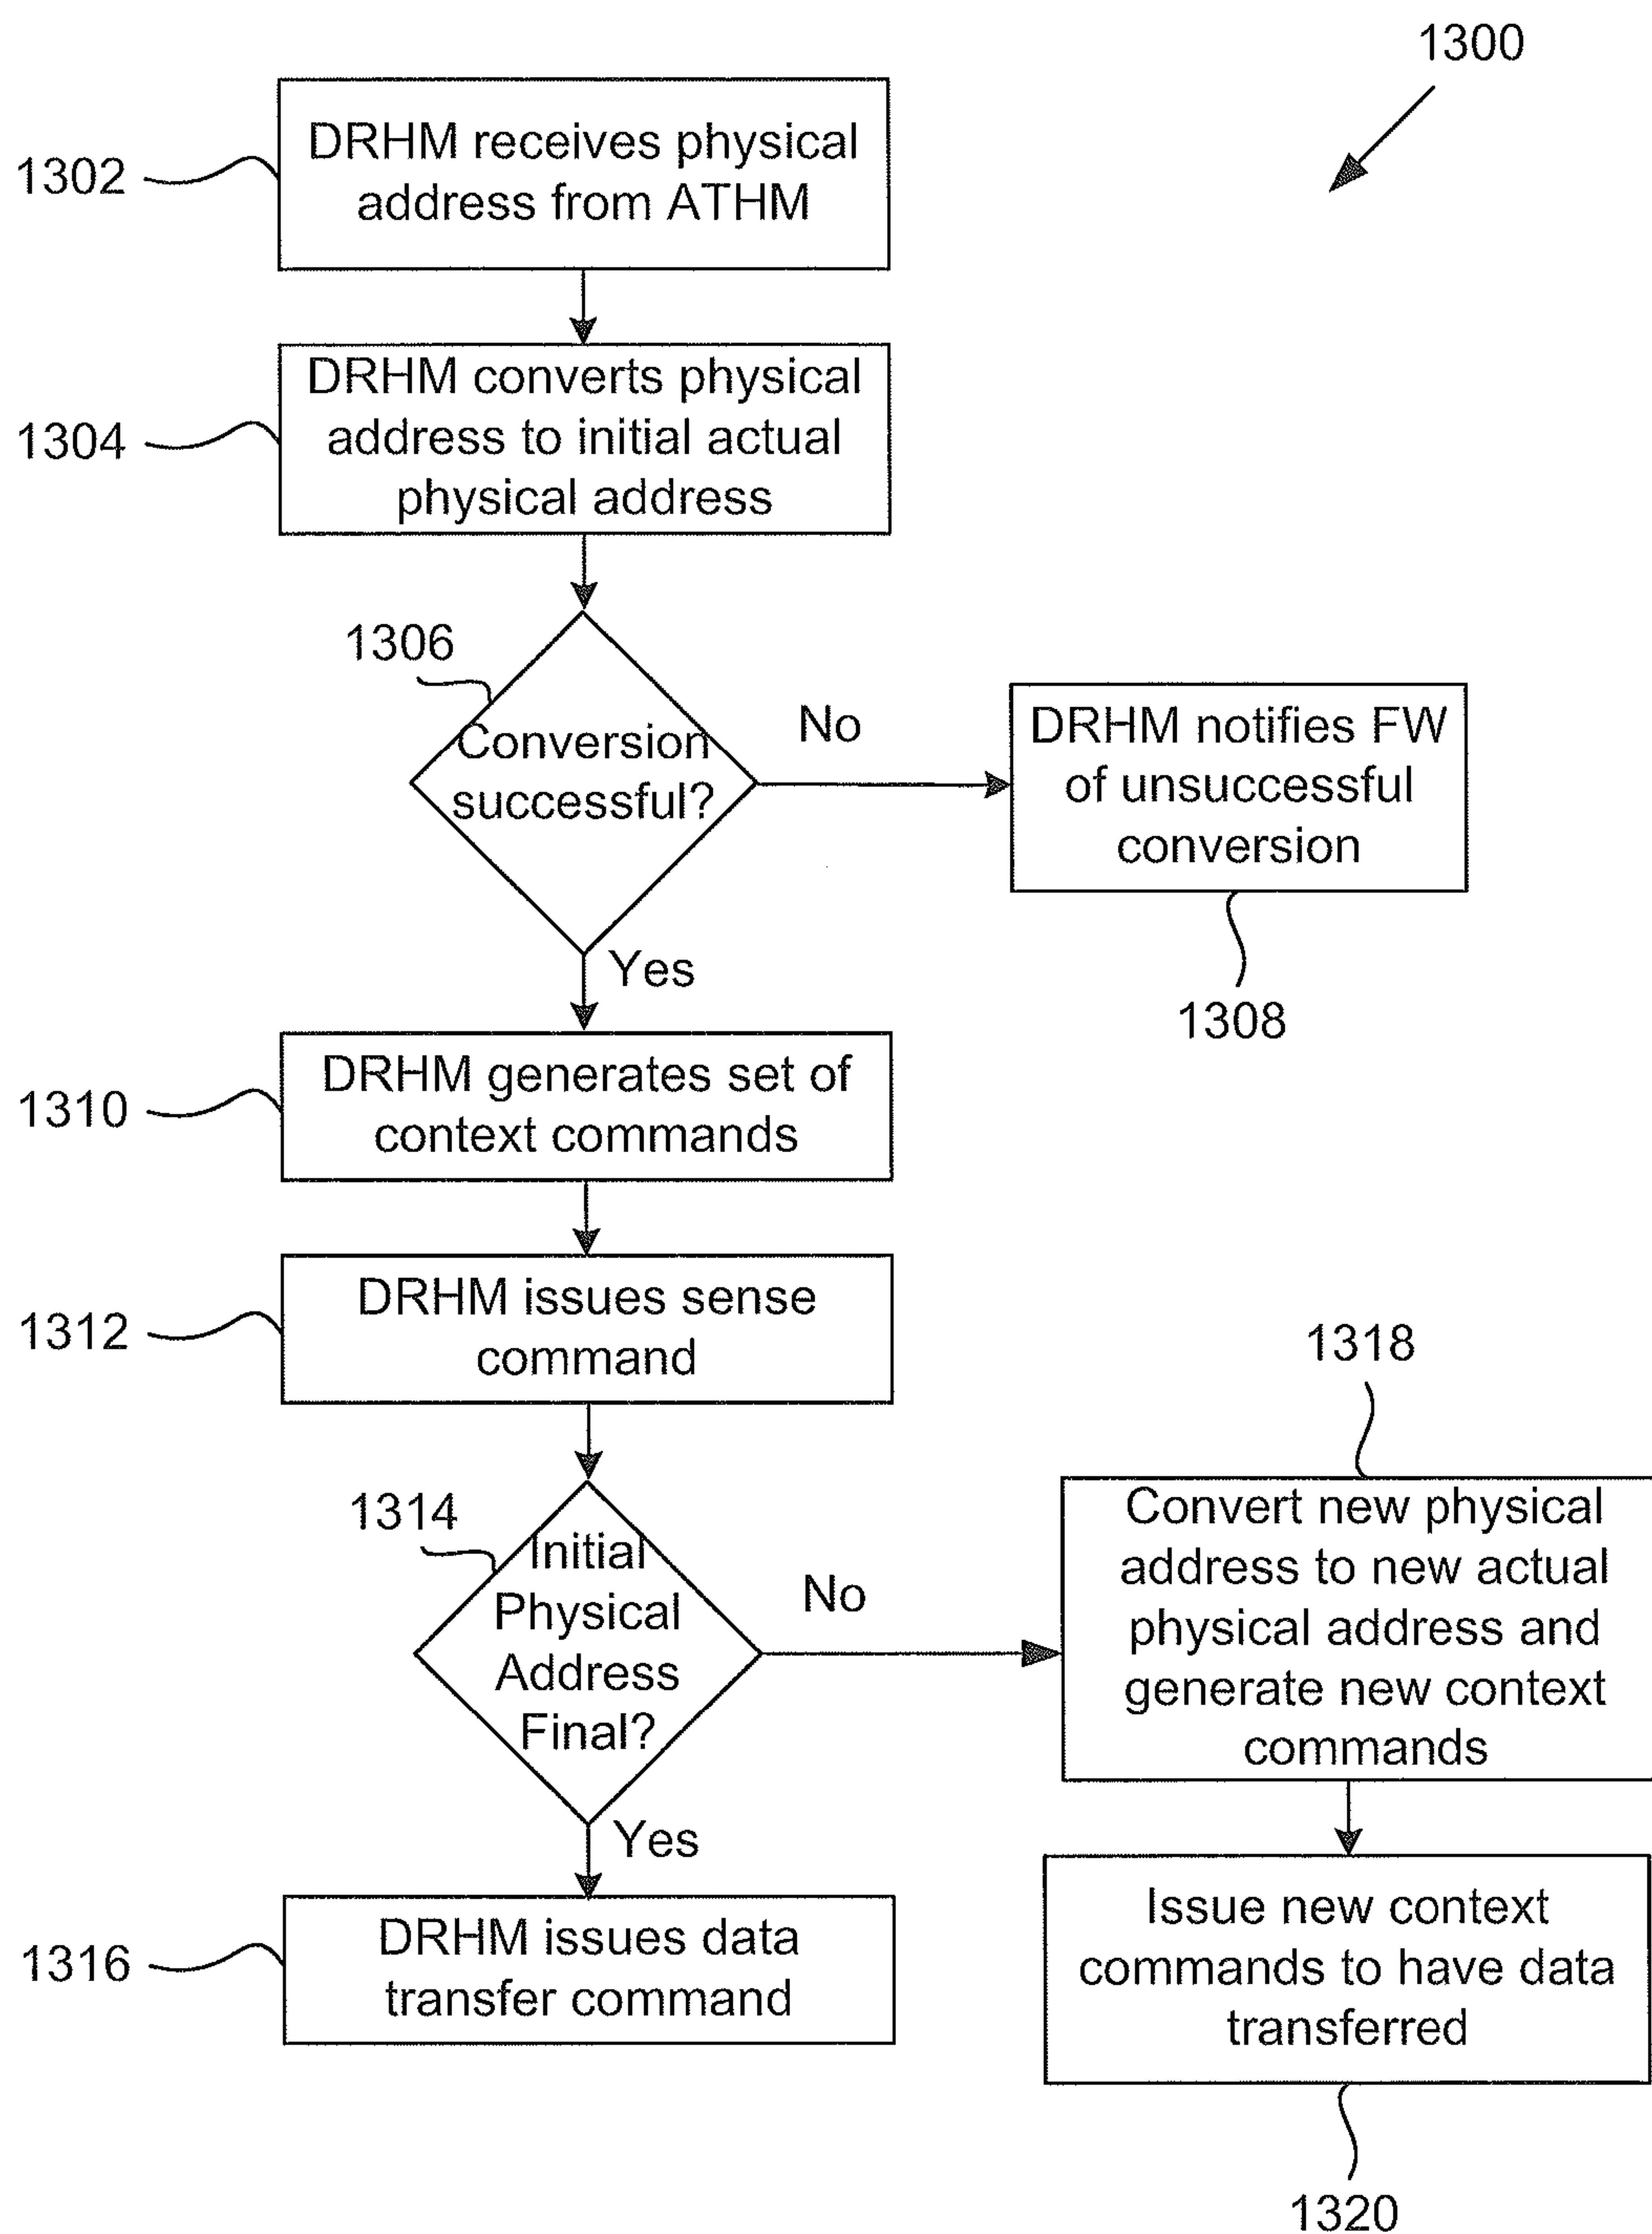 1300
DRHM receives physical
address from ATHM
1302
DRHM converts physical
address to initial actual
physical address
1304
1306
Conversion
successful?
No
DRHM notifies FW
of unsuccessful
conversion
1308
Yes
DRHM generates set of
context commands
1310
DRHM issues sense
command
1312
1314
Initial
Physical
Address
Final?
No
1318
Convert new physical
address to new actual
physical address and
generate new context
commands
Yes
DRHM issues data
transfer command
1316
Issue new context
commands to have data
transferred
1320